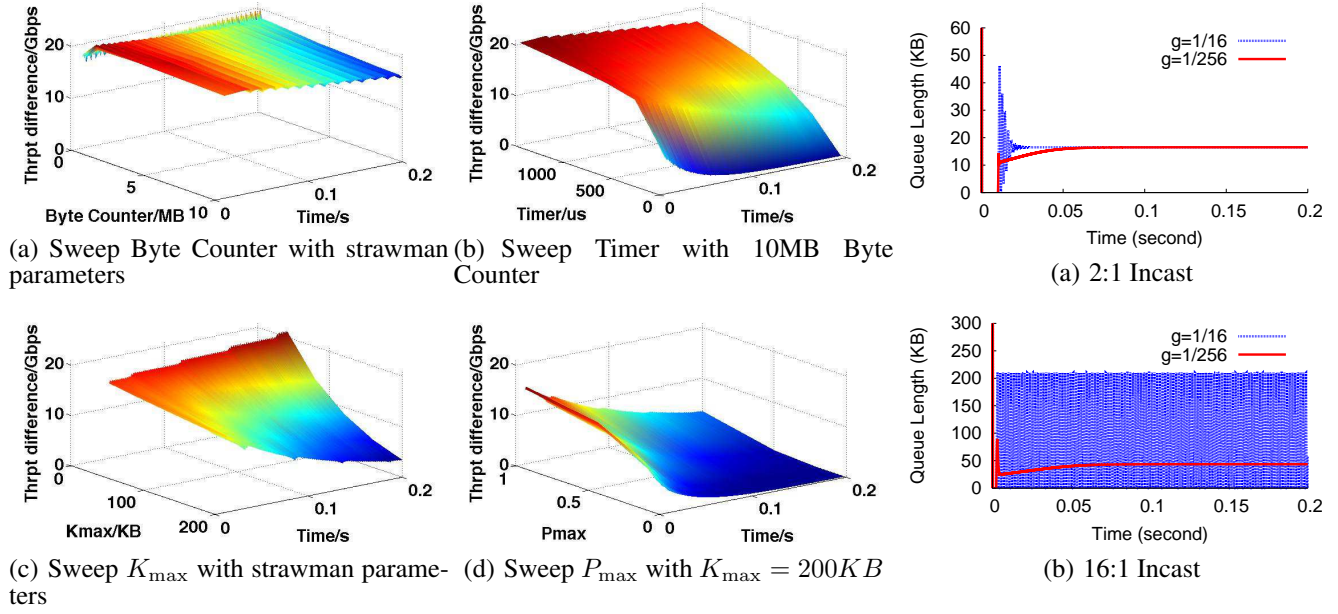 Thrpt difference/Gbps
20
10
0
0
5
10
Byte Counter/MB
0
0.1
0.2
Time/s
(a) Sweep Byte Counter with strawman parameters
Thrpt difference/Gbps
20
10
0
1000
500
0
Timer/us
0
0.1
0.2
Time/s
(b) Sweep Timer with 10MB Byte Counter
Queue Length (KB)
60
50
40
30
20
10
0
g=1/16
g=1/256
0
0.05
0.1
0.15
0.2
Time (second)
(a) 2:1 Incast
Thrpt difference/Gbps
20
10
0
0
100
200
Kmax/KB
0
0.1
0.2
Time/s
(c) Sweep K_max with strawman parame-
ters
Thrpt difference/Gbps
20
10
0
1
0.5
0
Pmax
0
0.1
0.2
Time/s
(d) Sweep P_max with K_max = 200KB
Queue Length (KB)
300
250
200
150
100
50
0
g=1/16
g=1/256
0
0.05
0.1
0.15
0.2
Time (second)
(b) 16:1 Incast